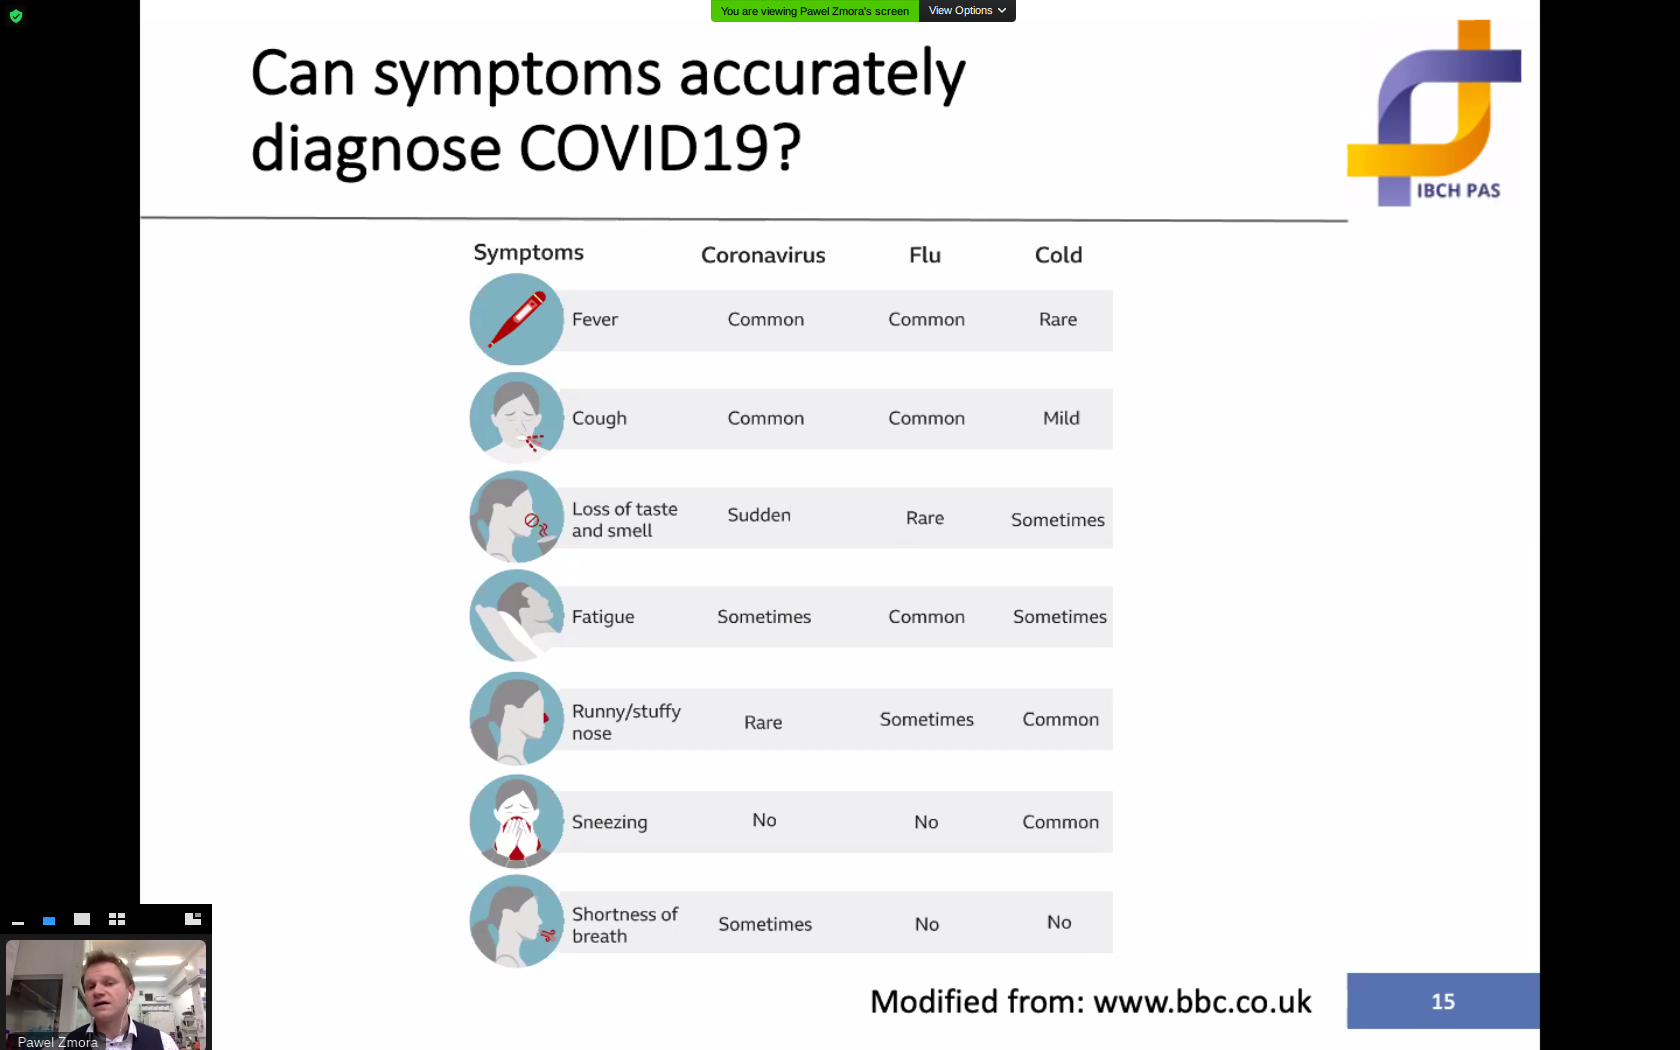 You are viewing Pawel Zmora's screen View Options
Can symptoms accurately
diagnose COVID19?
IBCH PAS
Symptoms Coronavirus Flu Cold
Fever Common Common Rare
Cough Common Common Mild
Loss of taste
and smell Sudden Rare Sometimes
Fatigue Sometimes Common Sometimes
Runny/stuffy
nose Rare Sometimes Common
Sneezing No No Common
Shortness of
breath Sometimes No No
Modified from: www.bbc.co.uk
15
Pawel Zmora